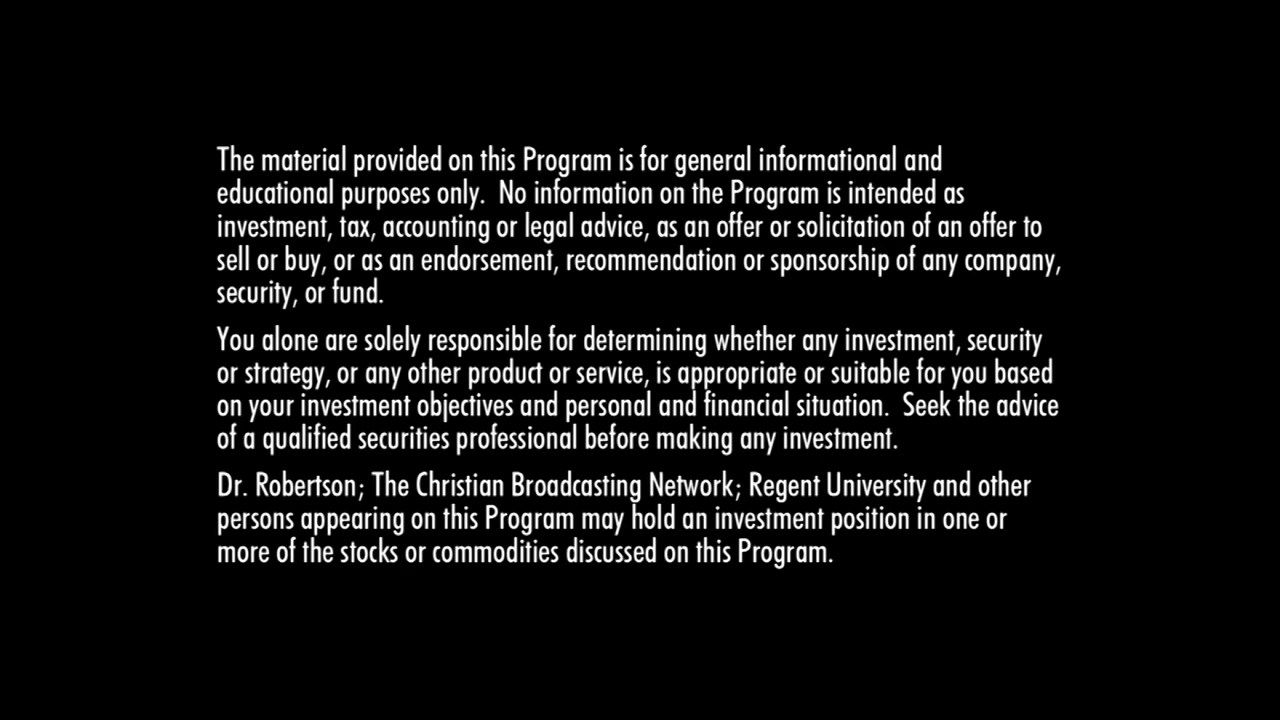 The material provided on this Program is for general informational and
educational purposes only.  No information on the Program is intended as
investment, tax, accounting or legal advice, as an offer or solicitation of an offer to
sell or buy, or as an endorsement, recommendation or sponsorship of any company,
security, or fund.
You alone are solely responsible for determining whether any investment, security
or strategy, or any other product or service, is appropriate or suitable for you based
on your investment objectives and personal and financial situation.  Seek the advice
of a qualified securities professional before making any investment.
Dr. Robertson; The Christian Broadcasting Network; Regent University and other
persons appearing on this Program may hold an investment position in one or
more of the stocks or commodities discussed on this Program.